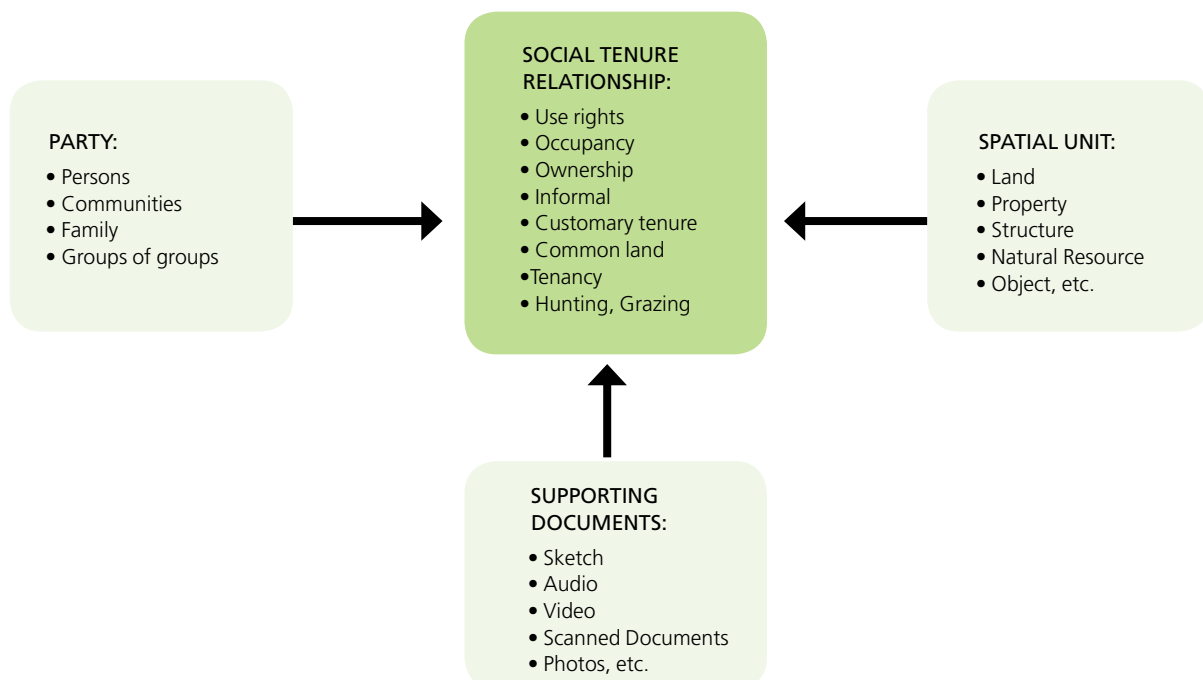 PARTY:
• Persons
• Communities
• Family
• Groups of groups
SOCIAL TENURE
RELATIONSHIP:
• Use rights
• Occupancy
• Ownership
• Informal
• Customary tenure
• Common land
•Tenancy
• Hunting, Grazing
SPATIAL UNIT:
• Land
• Property
• Structure
• Natural Resource
• Object, etc.
SUPPORTING
DOCUMENTS:
• Sketch
• Audio
• Video
• Scanned Documents
• Photos, etc.